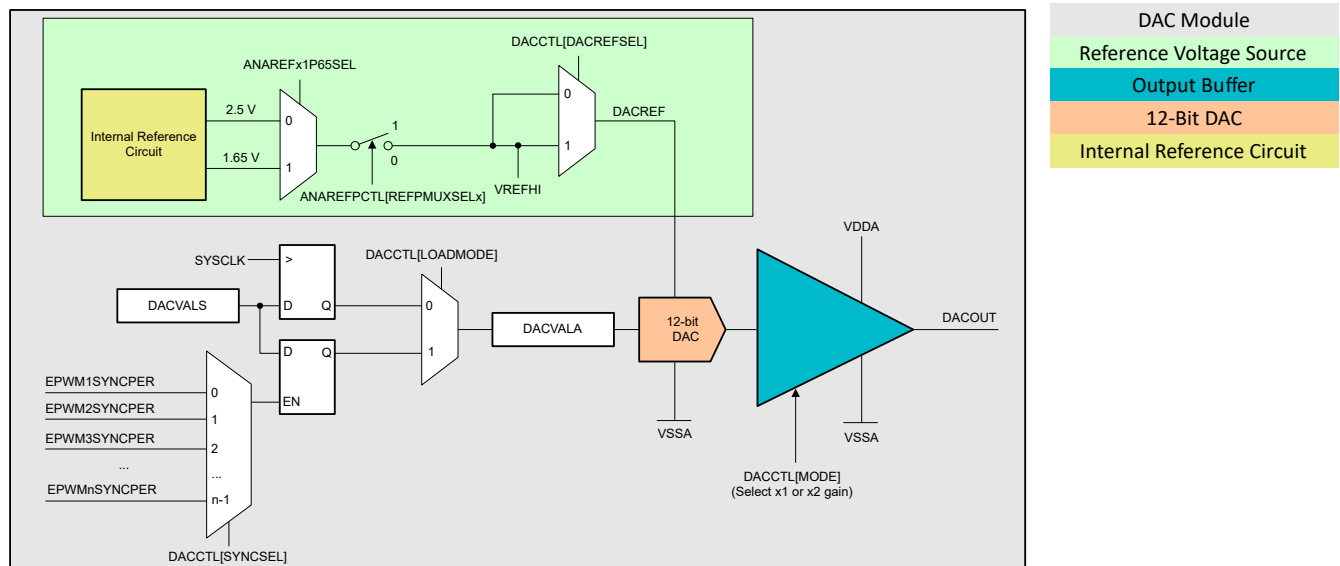 DACCTL[DACREFSEL]
ANAREFx1P65SEL
Internal Reference
Circuit
2.5 V
0
1.65 V
1
1
0
ANAREFPCTL[REFPMUXSELx]
VREFHI
0
1
DACREF
SYSCLK
>
DACVALS
D
Q
D
Q
EN
DACCTL[LOADMODE]
0
1
DACVALA
12-bit
DAC
VSSA
VDDA
DACOUT
VSSA
DACCTL[MODE]
(Select x1 or x2 gain)
EPWM1SYNCPER
0
EPWM2SYNCPER
1
EPWM3SYNCPER
2
...
...
EPWMnSYNCPER
n-1
DACCTL[SYNCSEL]
DAC Module
Reference Voltage Source
Output Buffer
12-Bit DAC
Internal Reference Circuit